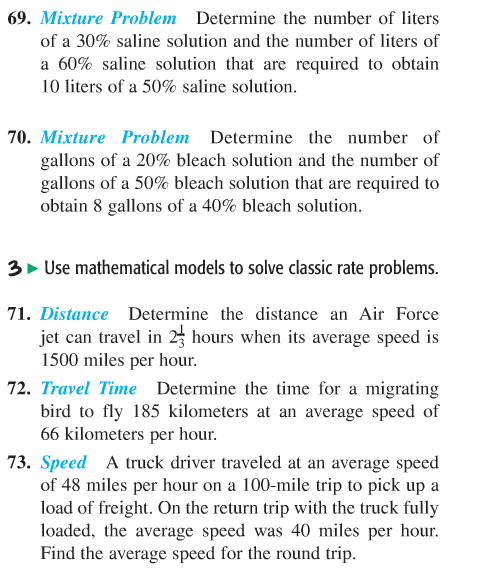 69. Mixture Problem Determine the number of liters
of a 30% saline solution and the number of liters of
a 60% saline solution that are required to obtain
10 liters of a 50% saline solution.
70. Mixture Problem Determine the number of
gallons of a 20% bleach solution and the number of
gallons of a 50% bleach solution that are required to
obtain 8 gallons of a 40% bleach solution.
3 ▶ Use mathematical models to solve classic rate problems.
71. Distance Determine the distance an Air Force
jet can travel in 2 1/3 hours when its average speed is
1500 miles per hour.
72. Travel Time Determine the time for a migrating
bird to fly 185 kilometers at an average speed of
66 kilometers per hour.
73. Speed A truck driver traveled at an average speed
of 48 miles per hour on a 100-mile trip to pick up a
load of freight. On the return trip with the truck fully
loaded, the average speed was 40 miles per hour.
Find the average speed for the round trip.